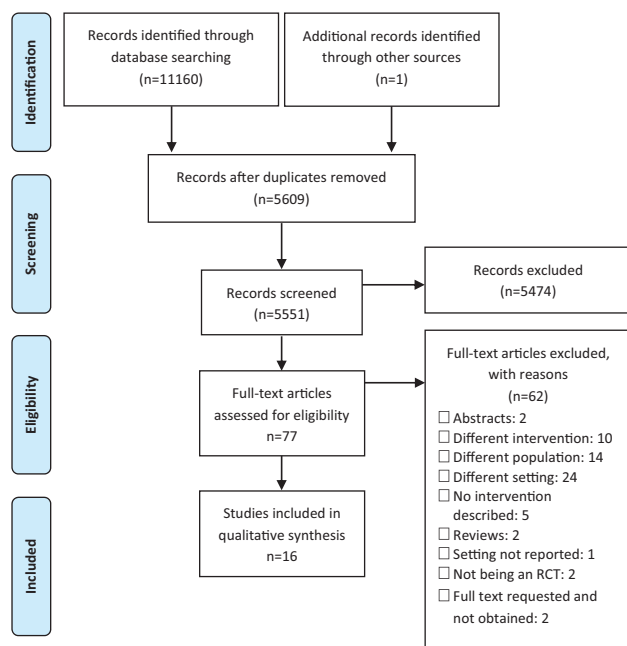 Identification
Records identified through
database searching
(n=11160)
Additional records identified
through other sources
(n=1)
Records after duplicates removed
(n=5609)
Screening
Records screened
(n=5551)
Records excluded
(n=5474)
Eligibility
Full-text articles
assessed for eligibility
n=77
Full-text articles excluded,
with reasons
(n=62)
☐ Abstracts: 2
☐ Different intervention: 10
☐ Different population: 14
☐ Different setting: 24
☐ No intervention
described: 5
☐ Reviews: 2
☐ Setting not reported: 1
☐ Not being an RCT: 2
☐ Full text requested and
not obtained: 2
Included
Studies included in
qualitative synthesis
n=16